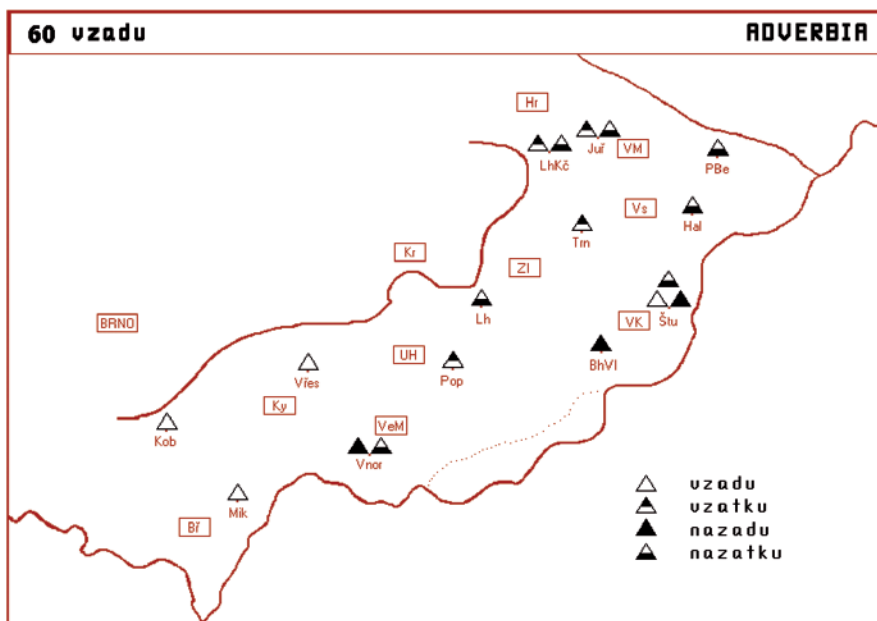 60 vzadu ADVERBIA
Hr
LhKč Juř VM PBe
Vs Hal
Trn
Kr Zl
Lh
BRNO VK Štu
UH BhVl
Vřes Pop
Ky
Kob VeM
Vnor
Mik
Bř
vzadu
vzatku
nazadu
nazatku